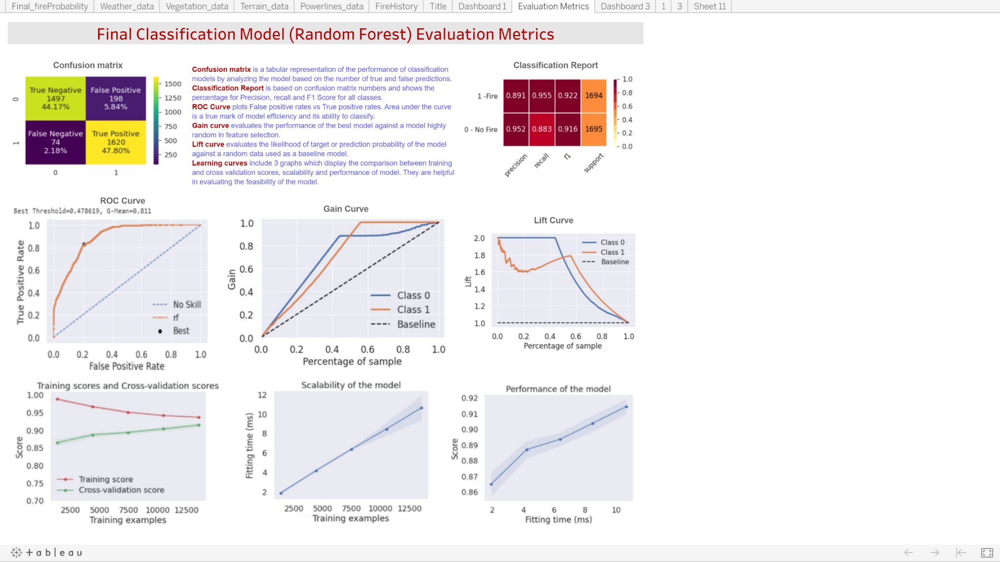 Final_fireProbability
Weather_data
Vegetation_data
Terrain_data
Powerlines_data
FireHistory
Title
Dashboard 1
Evaluation Metrics
Dashboard 3
1
3
Sheet 11
Final Classification Model (Random Forest) Evaluation Metrics
Confusion matrix
True Negative
1497
44.17%
False Positive
198
5.84%
False Negative
74
2.18%
True Positive
1620
47.80%
0
1
0
1
1500
1250
1000
750
500
250
Confusion matrix is a tabular representation of the performance of classification
models by analyzing the model based on the number of true and false predictions.
Classification Report is based on confusion matrix numbers and shows the
percentage for Precision, recall and F1 Score for all classes.
ROC Curve plots False positive rates vs True positive rates. Area under the curve
is a true mark of model efficiency and its ability to classify.
Gain curve evaluates the performance of the best model against a model highly
random in feature selection.
Lift curve evaluates the likelihood of target or prediction probability of the model
against a random data used as a baseline model.
Learning curves include 3 graphs which display the comparison between training
and cross validation scores, scalability and performance of model. They are helpful
in evaluating the feasibility of the model.
Classification Report
1 -Fire 0.891 0.955 0.922 1694
0 - No Fire 0.952 0.883 0.916 1695
precision
recall
f1
support
1.0
0.8
0.6
0.4
0.2
0.0
ROC Curve
Best Threshold=0.478619, G-Mean=0.811
True Positive Rate
1.0
0.8
0.6
0.4
0.2
0.0
No Skill
rf
Best
0.0 0.2 0.4 0.6 0.8 1.0
False Positive Rate
Gain Curve
Gain
1.0
0.8
0.6
0.4
0.2
0.0
Class 0
Class 1
Baseline
0.0 0.2 0.4 0.6 0.8 1.0
Percentage of sample
Lift Curve
Lift
2.0
1.8
1.6
1.4
1.2
1.0
Class 0
Class 1
Baseline
0.0 0.2 0.4 0.6 0.8 1.0
Percentage of sample
Training scores and Cross-validation scores
Score
1.00
0.95
0.90
0.85
0.80
0.75
0.70
Training score
Cross-validation score
2500 5000 7500 10000 12500
Training examples
Scalability of the model
Fitting time (ms)
12
10
8
6
4
2
2500 5000 7500 10000 12500
Training examples
Performance of the model
Score
0.92
0.91
0.90
0.89
0.88
0.87
0.86
2 4 6 8 10
Fitting time (ms)
+ableau